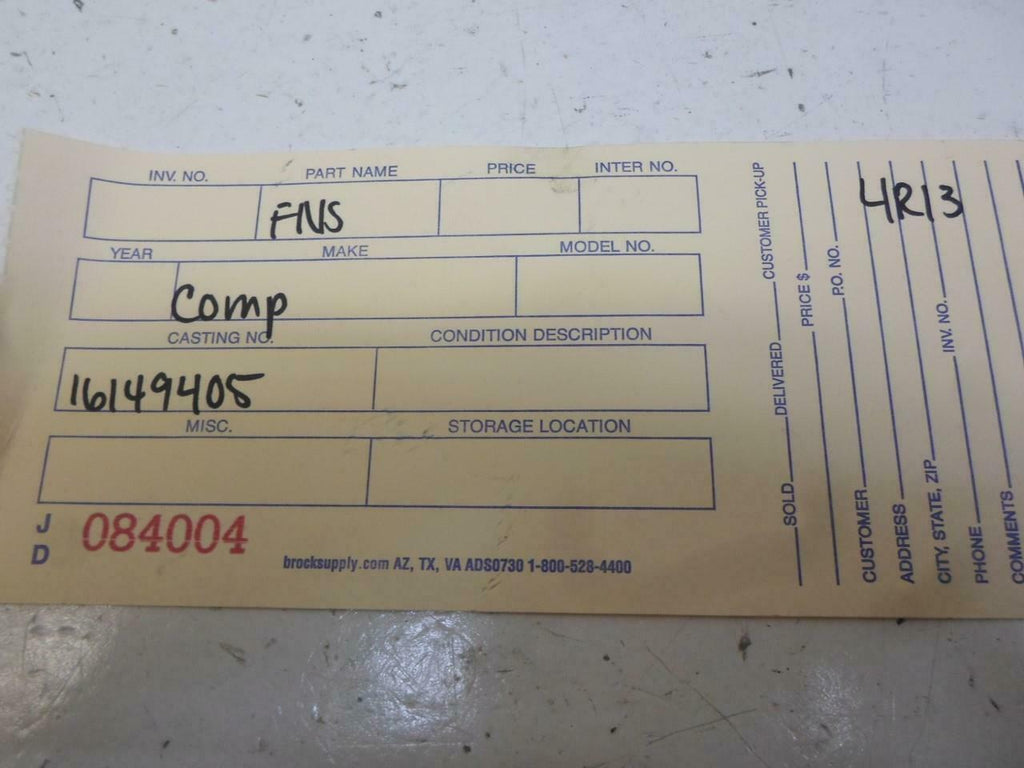 INV. NO. PART NAME PRICE INTER NO.
FNS
YEAR MAKE MODEL NO.
Comp
CASTING NO. CONDITION DESCRIPTION
16149405
MISC. STORAGE LOCATION
J
D
084004
brocksupply.com AZ, TX, VA ADS0730 1-800-528-4400
SOLD DELIVERED CUSTOMER PICK-UP
PRICE $
P.O. NO.
4R13
CUSTOMER
ADDRESS
CITY, STATE, ZIP INV. NO.
PHONE
COMMENTS